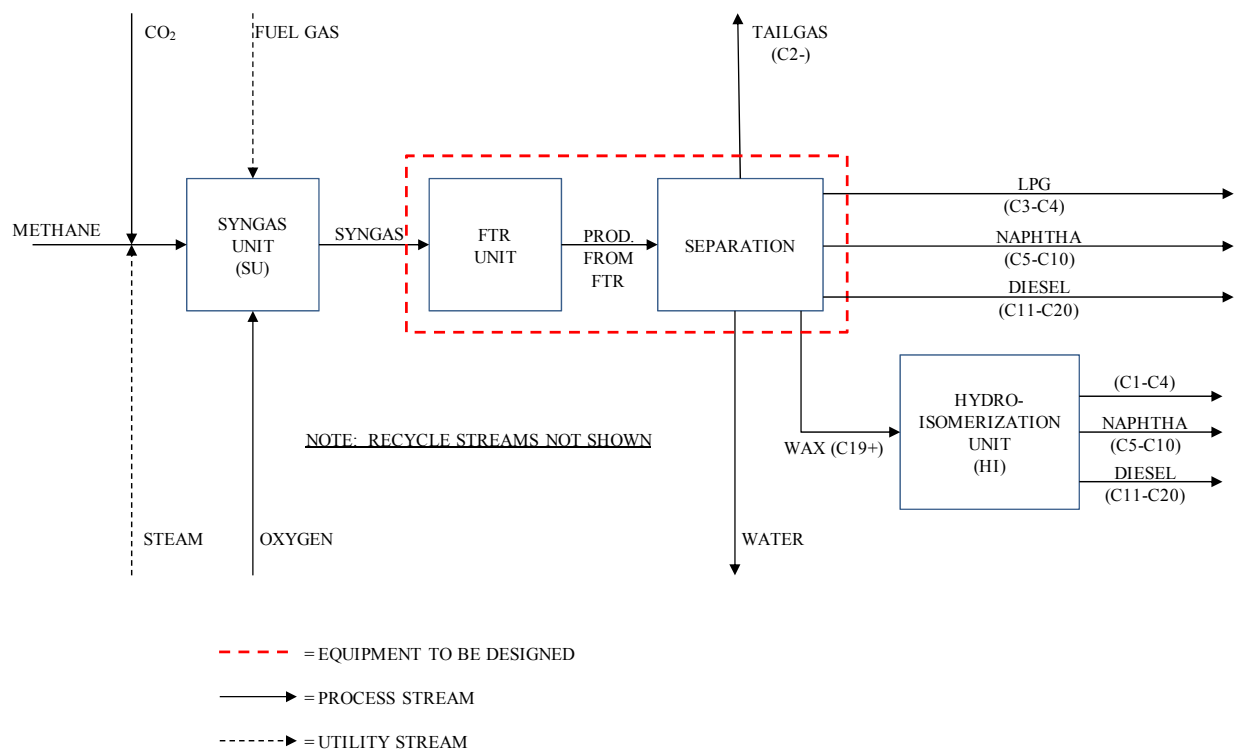 CO₂
FUEL GAS
TAILGAS
(C2-)
METHANE
SYNGAS
UNIT
(SU)
SYNGAS
FTR
UNIT
PROD.
FROM
FTR
SEPARATION
LPG
(C3-C4)
NAPHTHA
(C5-C10)
DIESEL
(C11-C20)
NOTE: RECYCLE STREAMS NOT SHOWN
WAX (C19+)
HYDRO-
ISOMERIZATION
UNIT
(HI)
(C1-C4)
NAPHTHA
(C5-C10)
DIESEL
(C11-C20)
STEAM
OXYGEN
WATER
= EQUIPMENT TO BE DESIGNED
= PROCESS STREAM
= UTILITY STREAM